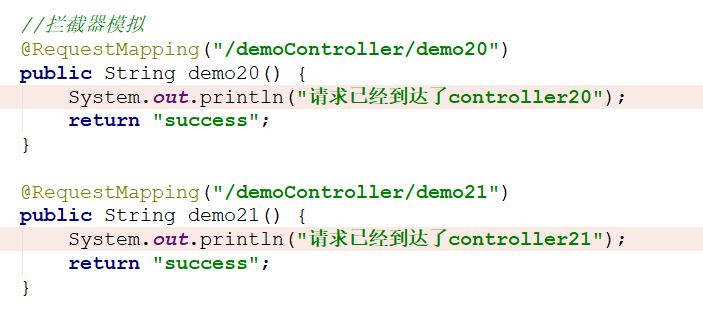 //拦截器模拟
@RequestMapping("/demoController/demo20")
public String demo20() {
    System.out.println("请求已经到达了controller20");
    return "success";
}
@RequestMapping("/demoController/demo21")
public String demo21() {
    System.out.println("请求已经到达了controller21");
    return "success";
}